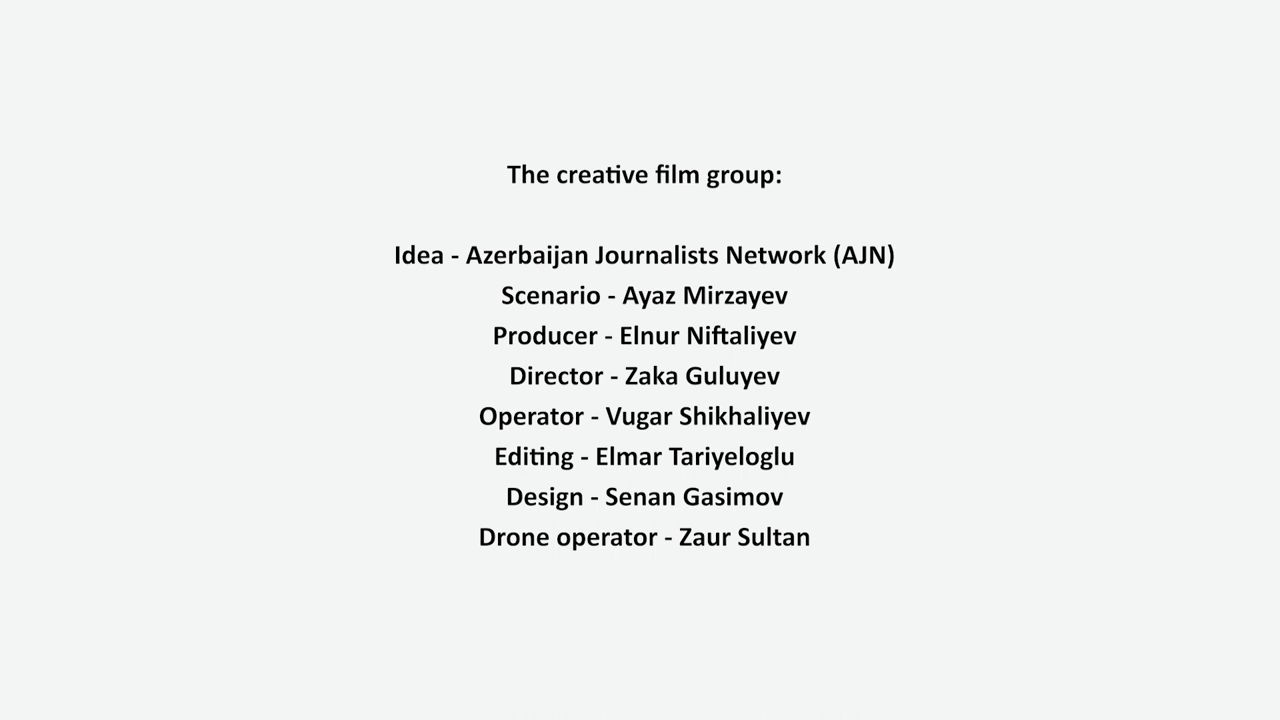 The creative film group:
Idea - Azerbaijan Journalists Network (AJN)
Scenario - Ayaz Mirzayev
Producer - Elnur Niftaliyev
Director - Zaka Guluyev
Operator - Vugar Shikhaliyev
Editing - Elmar Tariyeloglu
Design - Senan Gasimov
Drone operator - Zaur Sultan